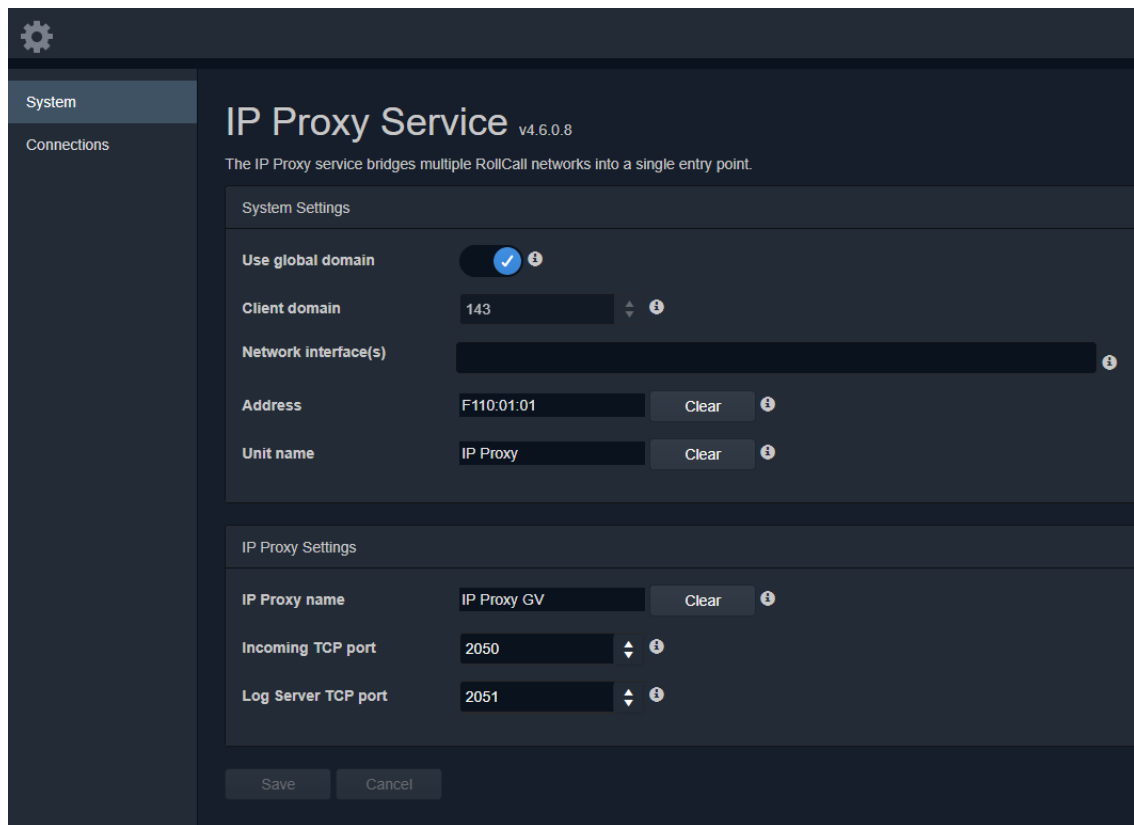 System
Connections
IP Proxy Service v4.6.0.8
The IP Proxy service bridges multiple RollCall networks into a single entry point.
System Settings
Use global domain
Client domain 143
Network interface(s)
Address F110:01:01 Clear
Unit name IP Proxy Clear
IP Proxy Settings
IP Proxy name IP Proxy GV Clear
Incoming TCP port 2050
Log Server TCP port 2051
Save Cancel